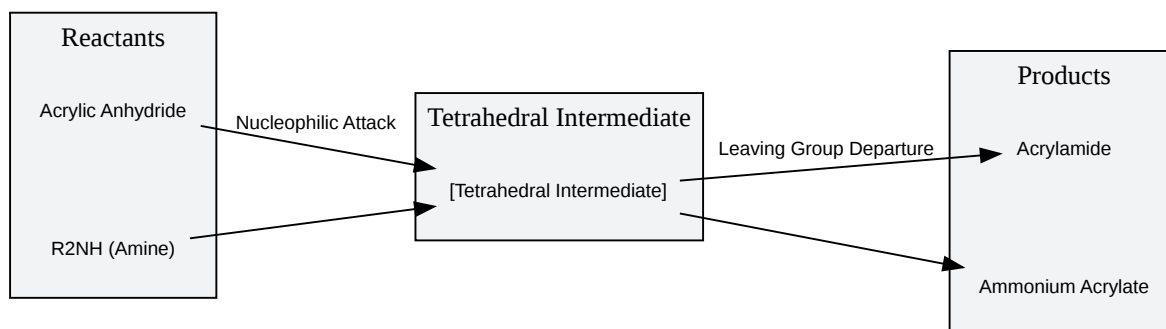 Reactants
Acrylic Anhydride
R2NH (Amine)
Nucleophilic Attack
Tetrahedral Intermediate
[Tetrahedral Intermediate]
Leaving Group Departure
Products
Acrylamide
Ammonium Acrylate